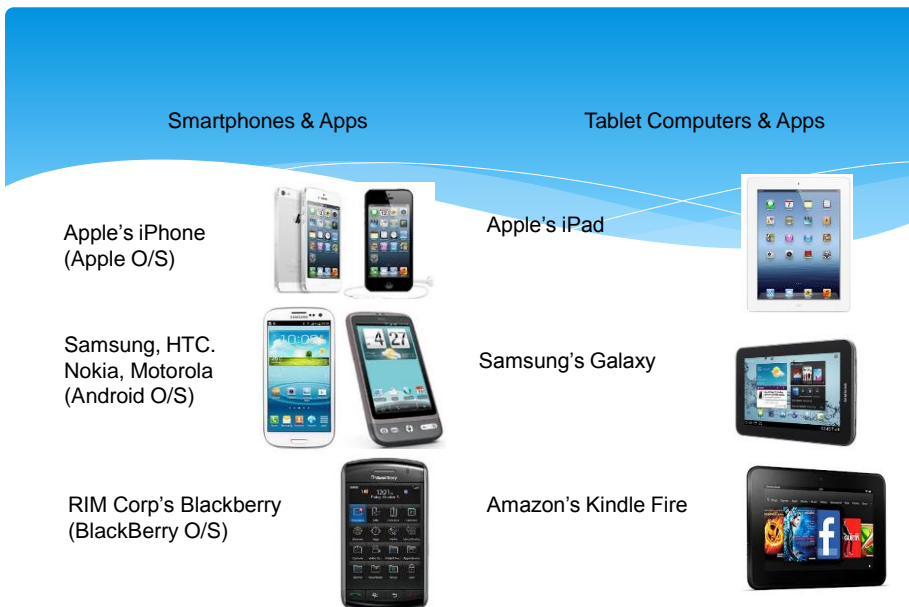 Smartphones & Apps
Tablet Computers & Apps
Apple's iPhone
(Apple O/S)
Apple's iPad
Samsung, HTC.
Nokia, Motorola
(Android O/S)
Samsung's Galaxy
SAMSUNG
RIM Corp's Blackberry
(BlackBerry O/S)
Amazon's Kindle Fire